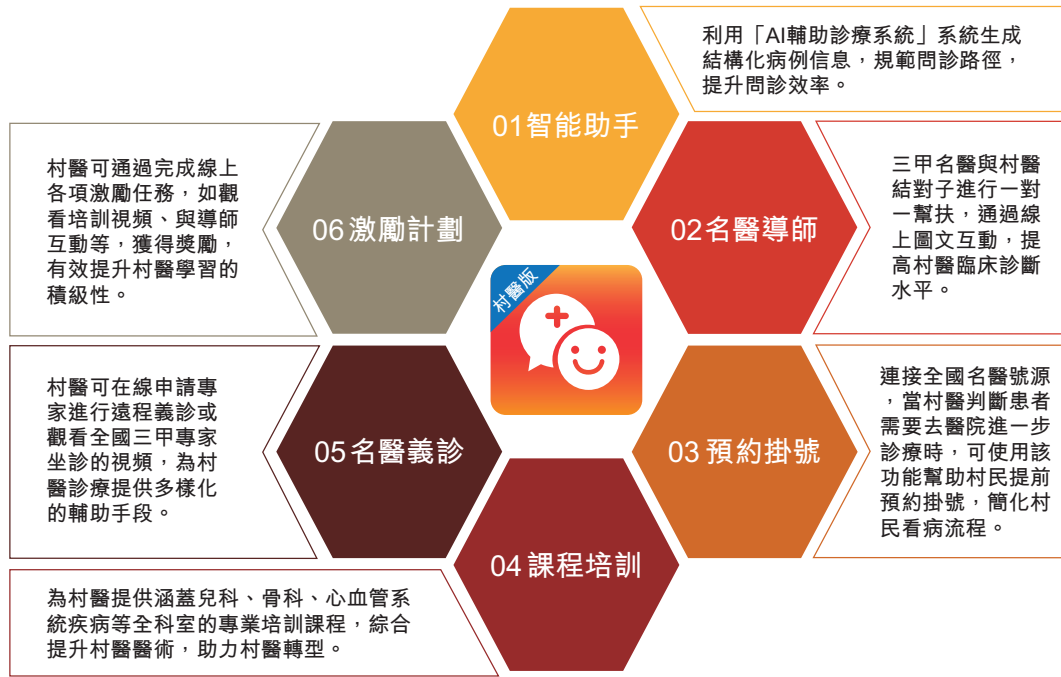 01智能助手
利用「AI輔助診療系統」系統生成
結構化病例信息，規範問診路徑，
提升問診效率。
02名醫導師
三甲名醫與村醫
結對子進行一對
一幫扶，通過線
上圖文互動，提
高村醫臨床診斷
水平。
03預約掛號
連接全國名醫號源
，當村醫判斷患者
需要去醫院進一步
診療時，可使用該
功能幫助村民提前
預約掛號，簡化村
民看病流程。
04課程培訓
為村醫提供涵蓋兒科、骨科、心血管系
統疾病等全科室的專業培訓課程，綜合
提升村醫醫術，助力村醫轉型。
05名醫義診
村醫可在線申請專
家進行遠程義診或
觀看全國三甲專家
坐診的視頻，為村
醫診療提供多樣化
的輔助手段。
06激勵計劃
村醫可通過完成線上
各項激勵任務，如觀
看培訓視頻、與導師
互動等，獲得獎勵，
有效提升村醫學習的
積級性。
村醫版